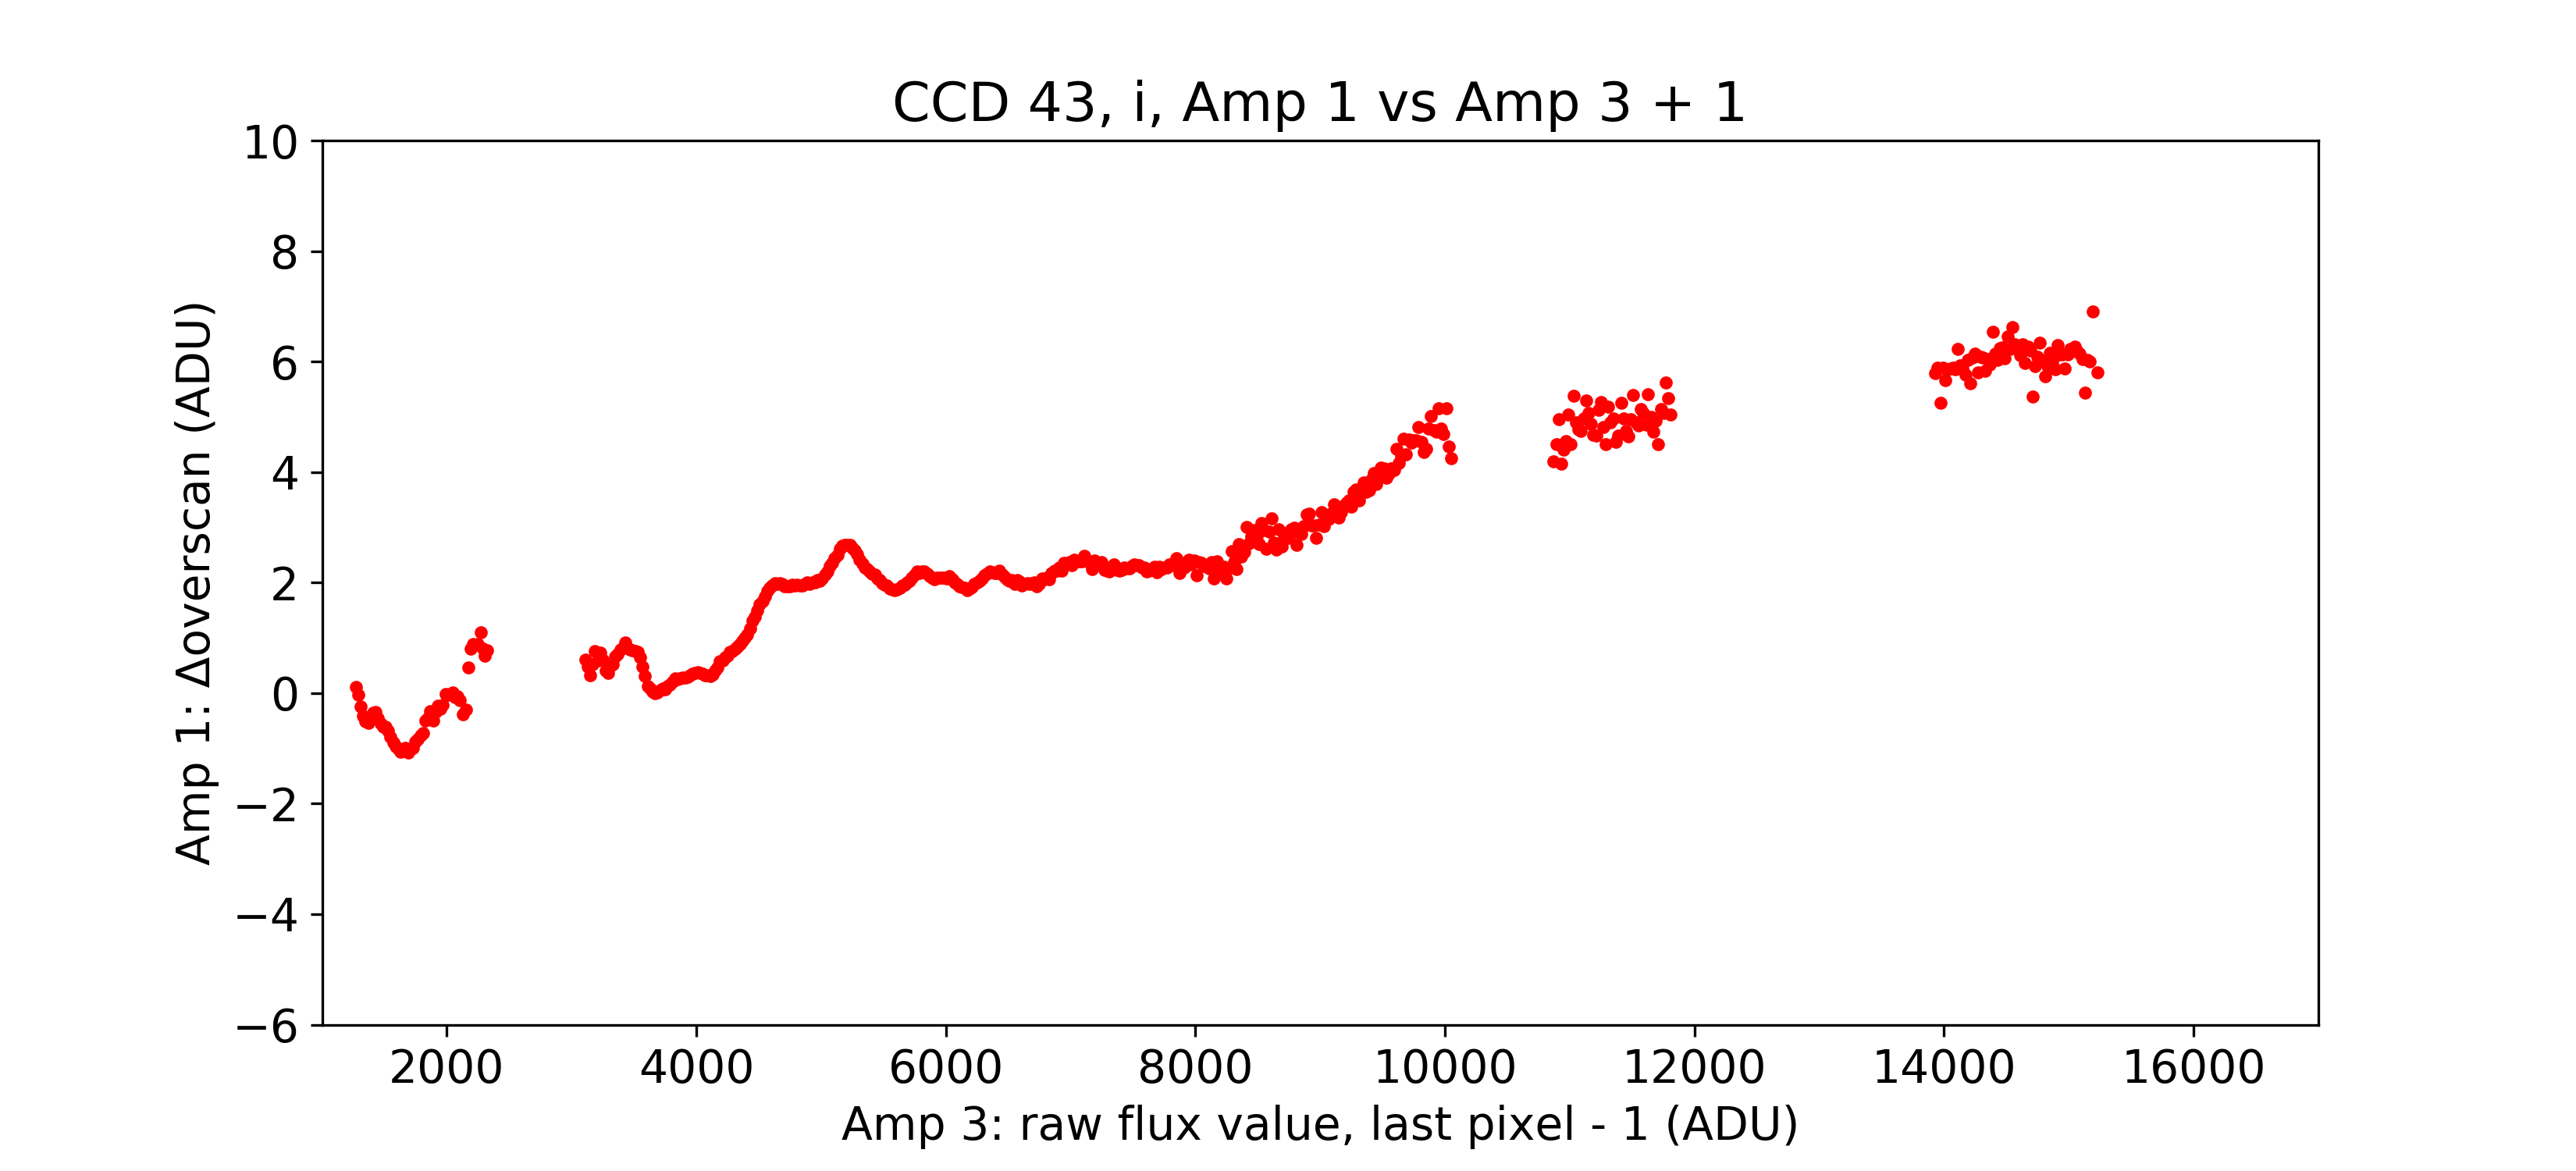 CCD 43, i, Amp 1 vs Amp 3 + 1
10
8
6
4
2
0
−2
−4
−6
Amp 1: Δoverscan (ADU)
2000 4000 6000 8000 10000 12000 14000 16000
Amp 3: raw flux value, last pixel - 1 (ADU)